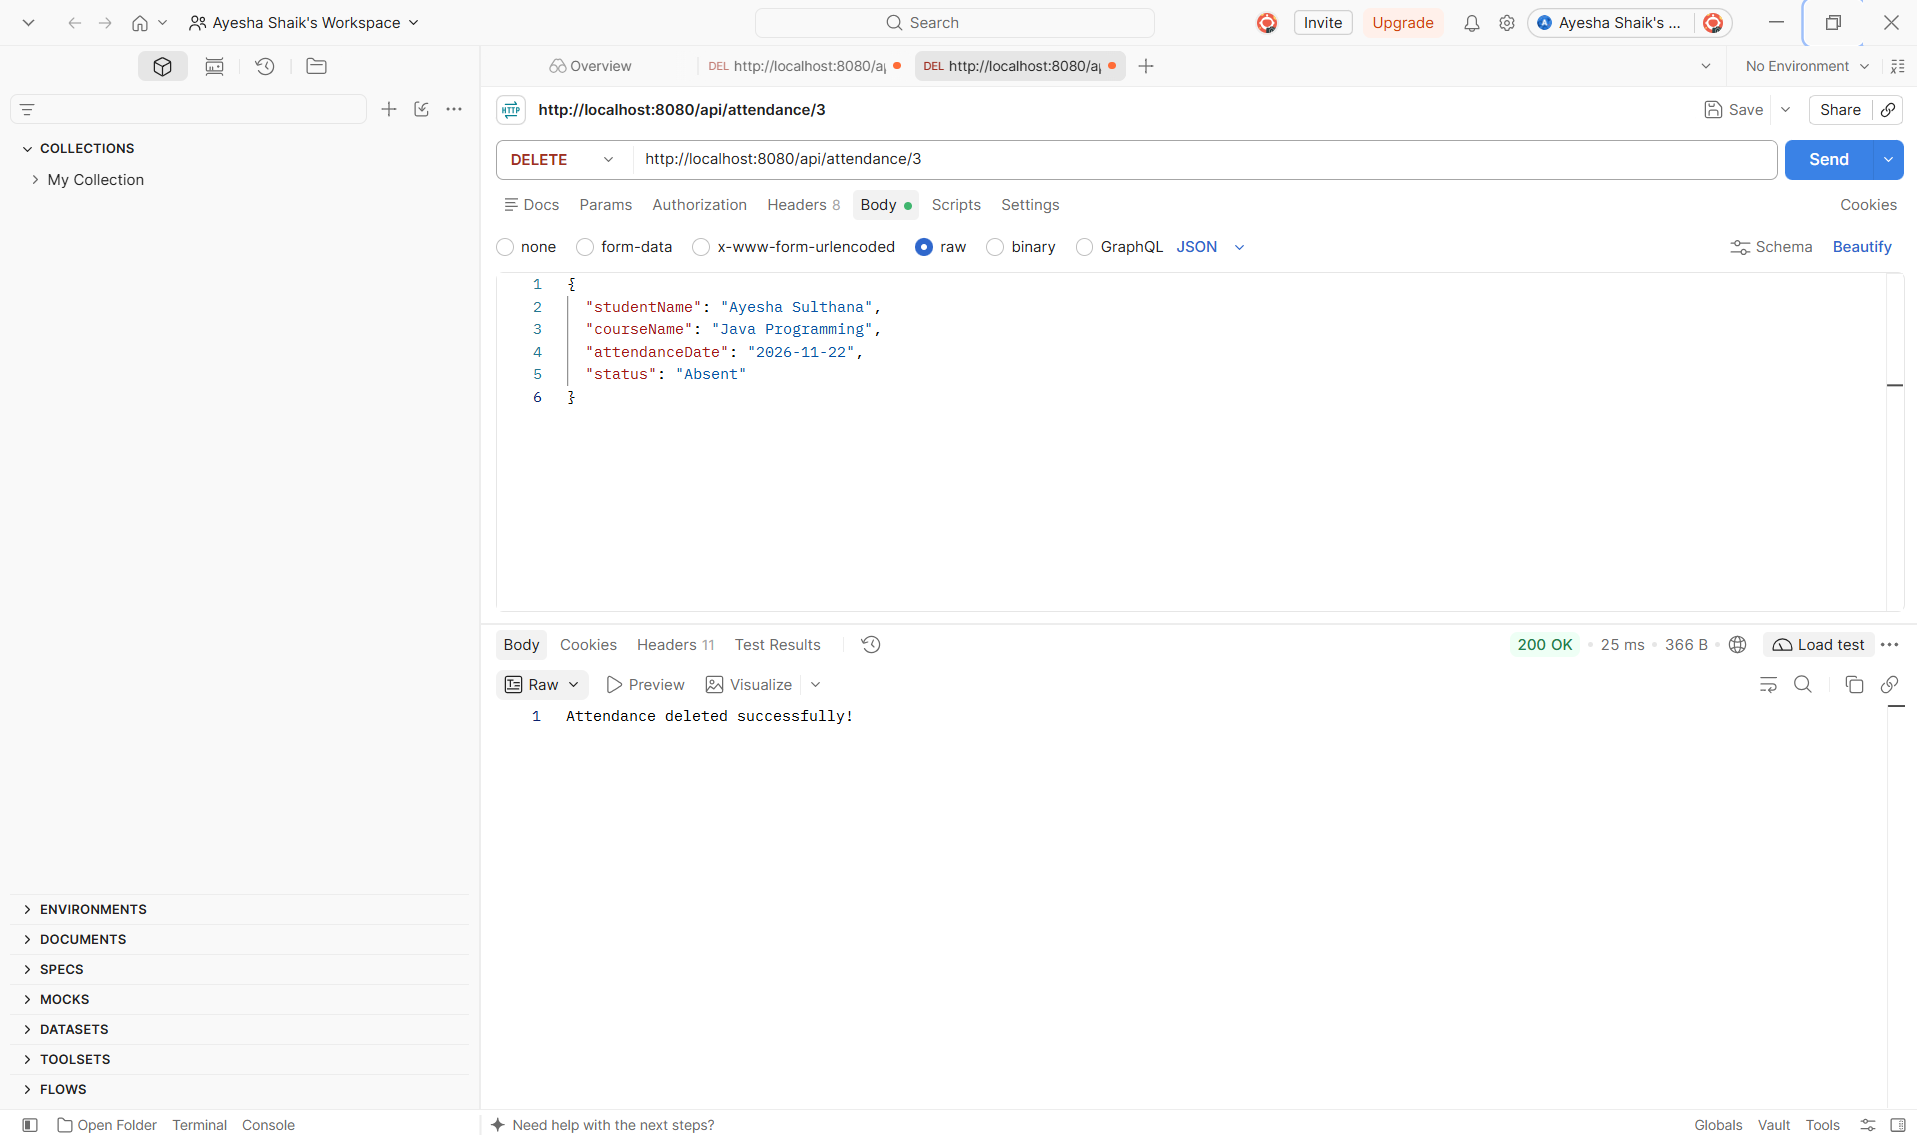 Ayesha Shaik's Workspace
Search
Invite
Upgrade
Ayesha Shaik's ...
Overview
DEL http://localhost:8080/a
DEL http://localhost:8080/a
No Environment
HTTP http://localhost:8080/api/attendance/3
Save
Share
COLLECTIONS
My Collection
DELETE
http://localhost:8080/api/attendance/3
Send
Docs
Params
Authorization
Headers 8
Body
Scripts
Settings
Cookies
none
form-data
x-www-form-urlencoded
raw
binary
GraphQL
JSON
Schema
Beautify
1 {
2 "studentName": "Ayesha Sulthana",
3 "courseName": "Java Programming",
4 "attendanceDate": "2026-11-22",
5 "status": "Absent"
6 }
Body
Cookies
Headers 11
Test Results
200 OK
25 ms
366 B
Load test
Raw
Preview
Visualize
1 Attendance deleted successfully!
ENVIRONMENTS
DOCUMENTS
SPECS
MOCKS
DATASETS
TOOLSETS
FLOWS
Open Folder
Terminal
Console
Need help with the next steps?
Globals
Vault
Tools